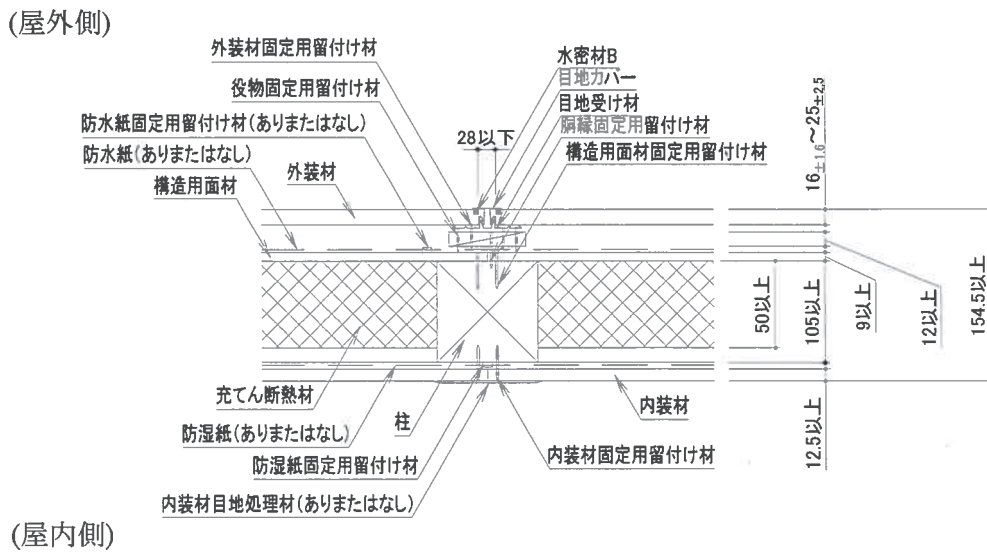 (屋外側)
外装材固定用留付け材
役物固定用留付け材
防水紙固定用留付け材(ありまたはなし)
防水紙(ありまたはなし)
構造用面材
外装材
28以下
水密材B
目地カバー
目地受け材
胴縁固定用留付け材
構造用面材固定用留付け材
16±1.6～25±2.5
50以上
105以上
9以上
12以上
154.5以上
12.5以上
充てん断熱材
防湿紙(ありまたはなし)
柱
防湿紙固定用留付け材
内装材目地処理材(ありまたはなし)
内装材
内装材固定用留付け材
(屋内側)